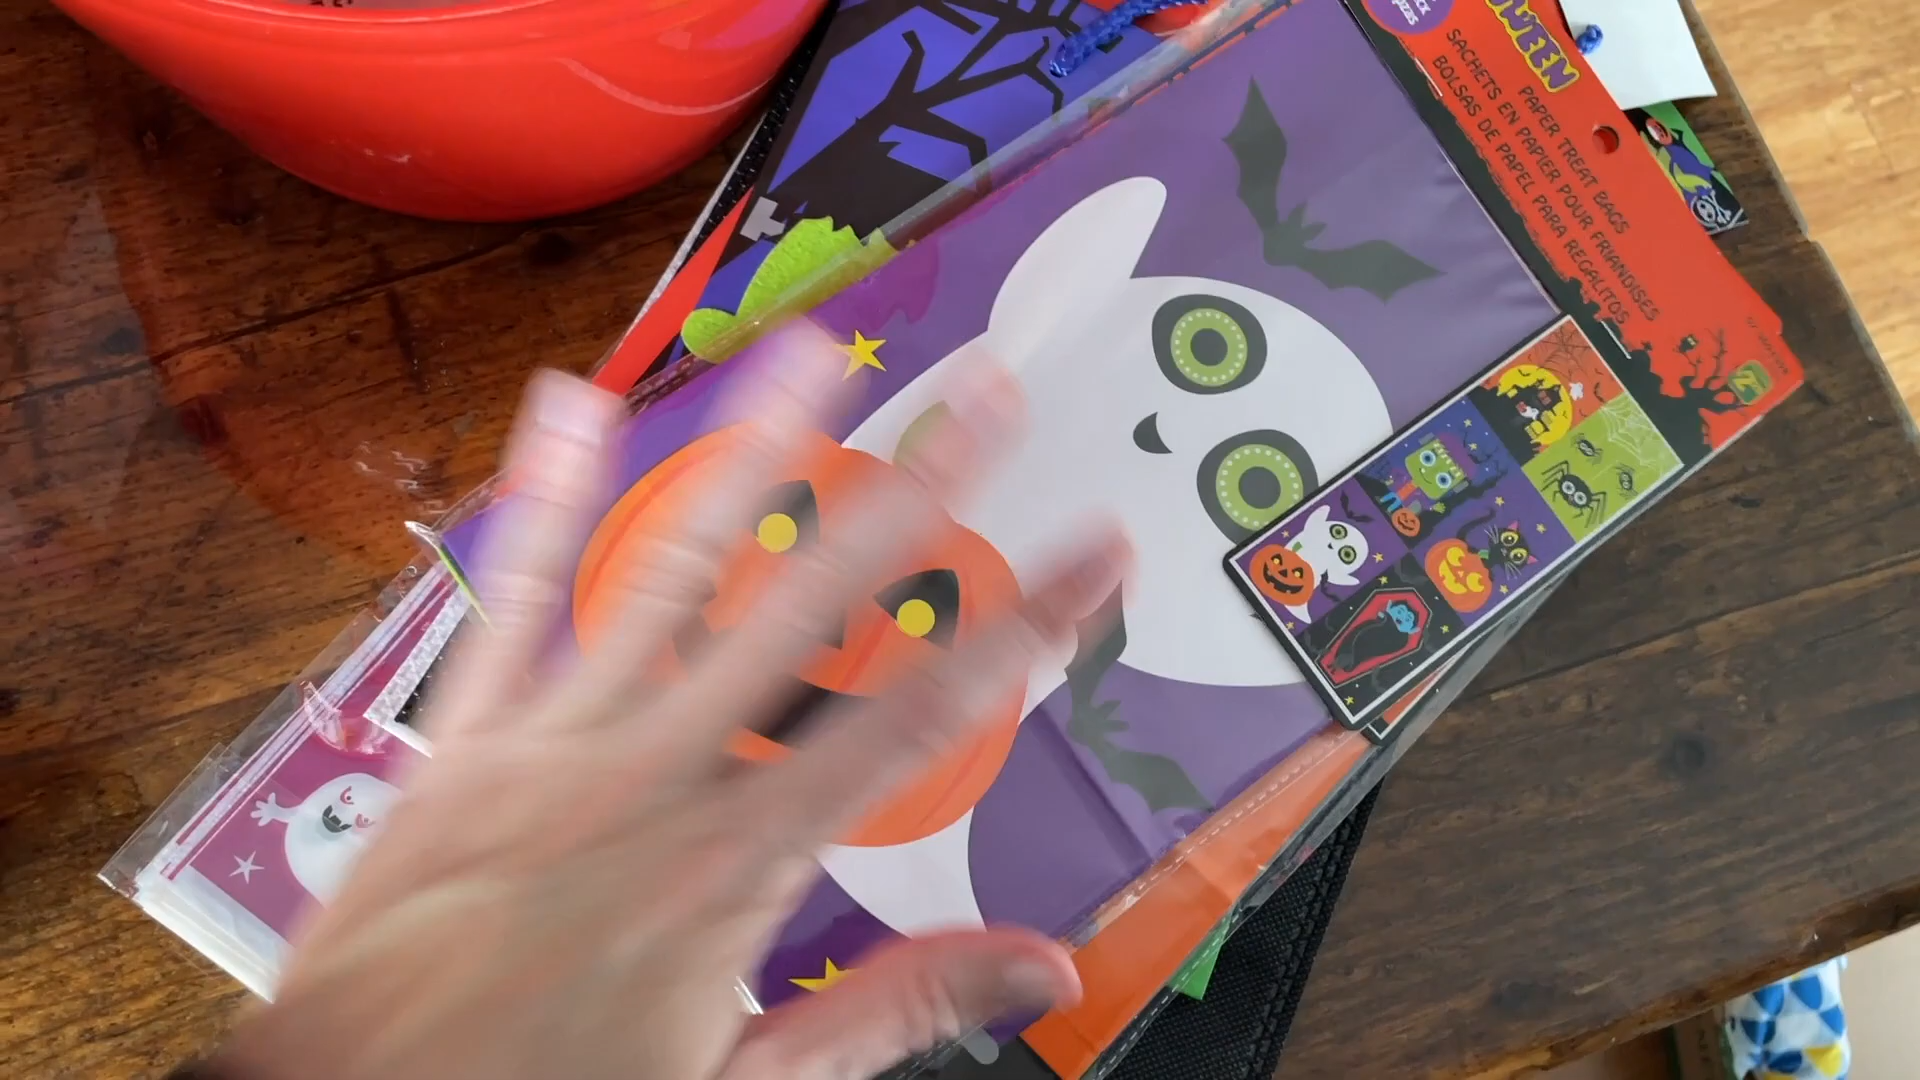 PAPER TREAT BAGS
SACHETS EN PAPIER POUR FRIANDISES
BOLSAS DE PAPEL PARA REGALITOS